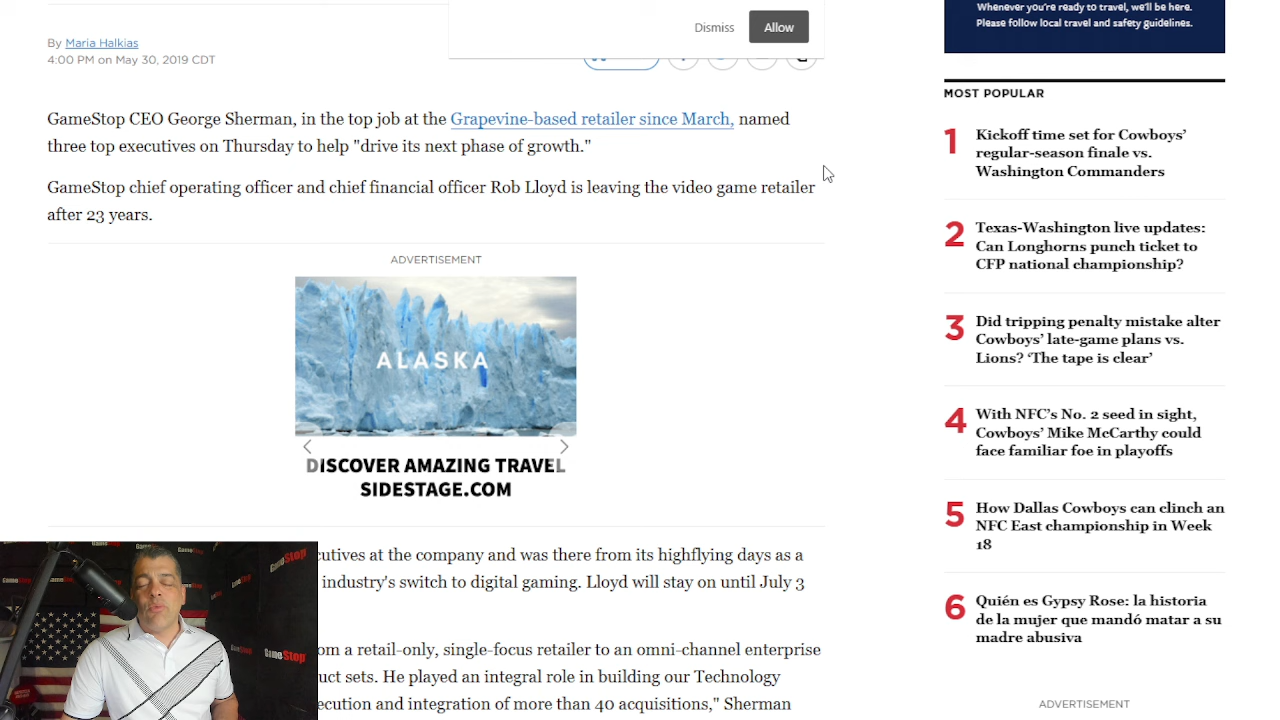 Dismiss
Allow
By Maria Halkias
4:00 PM on May 30, 2019 CDT
GameStop CEO George Sherman, in the top job at the Grapevine-based retailer since March, named
three top executives on Thursday to help "drive its next phase of growth."
GameStop chief operating officer and chief financial officer Rob Lloyd is leaving the video game retailer
after 23 years.
ADVERTISEMENT
ALASKA
DISCOVER AMAZING TRAVEL
SIDESTAGE.COM
cutives at the company and was there from its highflying days as a
industry's switch to digital gaming. Lloyd will stay on until July 3
om a retail-only, single-focus retailer to an omni-channel enterprise
uct sets. He played an integral role in building our Technology
ecution and integration of more than 40 acquisitions," Sherman
GameStop
GameStop
Whenever you're ready to travel, we'll be here.
Please follow local travel and safety guidelines.
MOST POPULAR
1 Kickoff time set for Cowboys’
regular-season finale vs.
Washington Commanders
2 Texas-Washington live updates:
Can Longhorns punch ticket to
CFP national championship?
3 Did tripping penalty mistake alter
Cowboys’ late-game plans vs.
Lions? ‘The tape is clear’
4 With NFC’s No. 2 seed in sight,
Cowboys’ Mike McCarthy could
face familiar foe in playoffs
5 How Dallas Cowboys can clinch an
NFC East championship in Week
18
6 Quién es Gypsy Rose: la historia
de la mujer que mandó matar a su
madre abusiva
ADVERTISEMENT